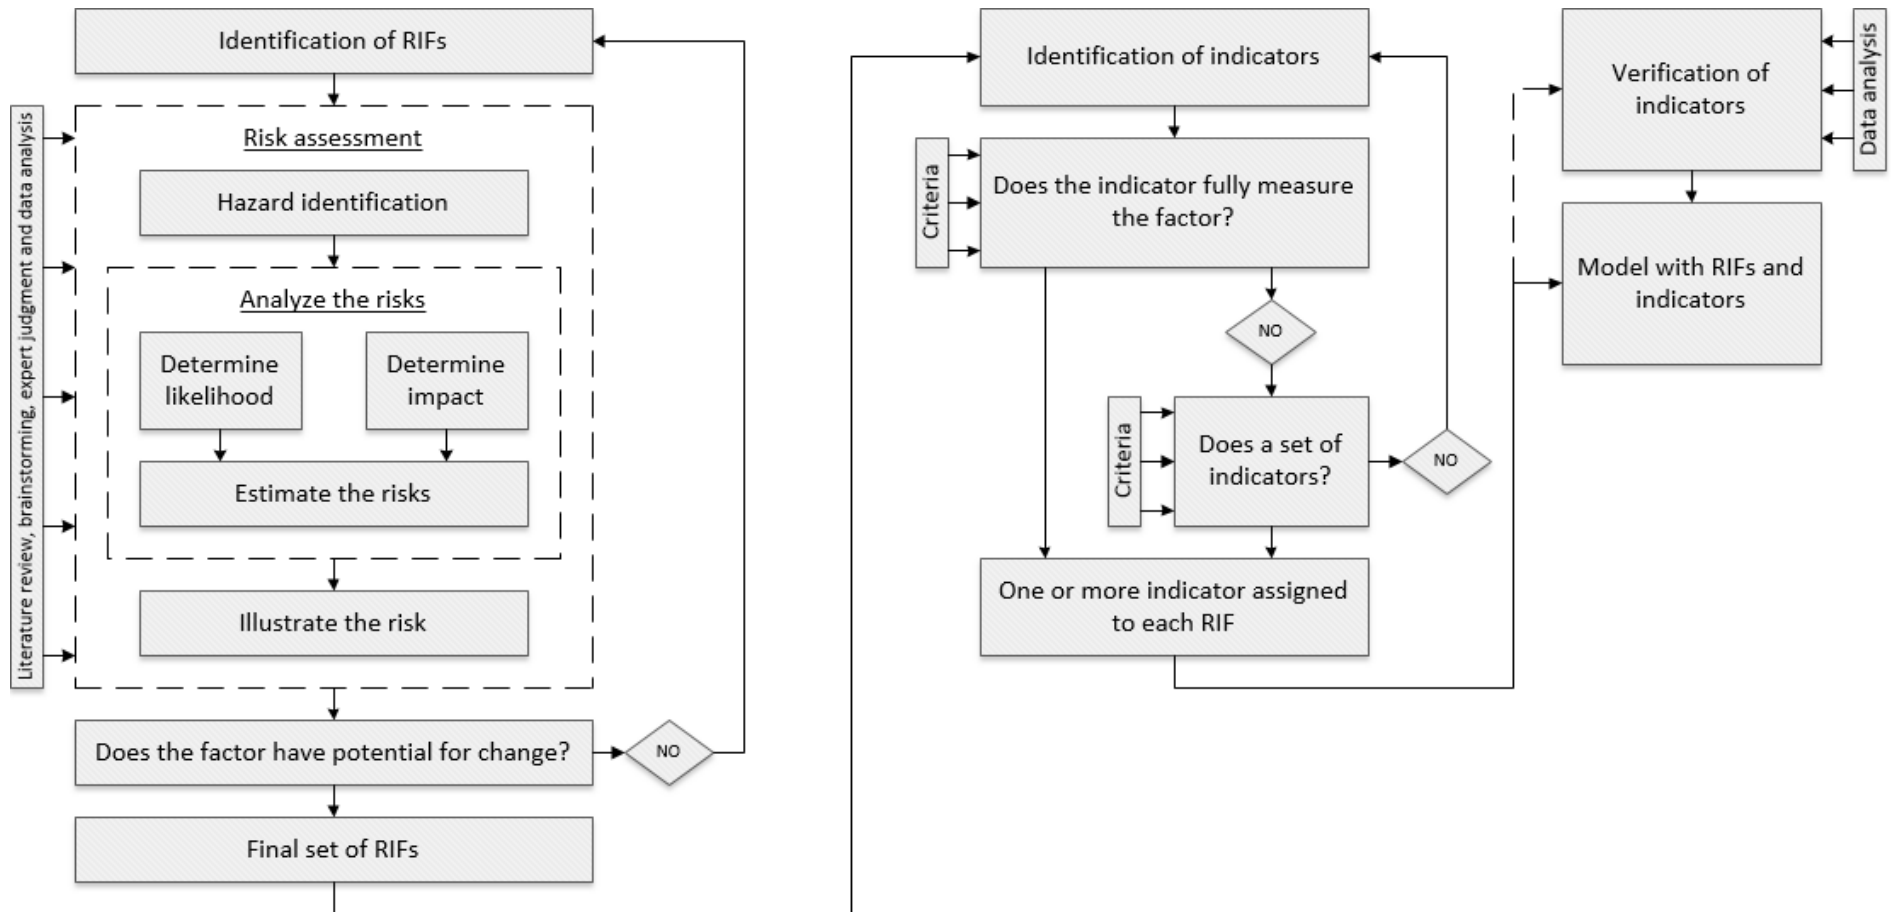 Identification of RIFs
Literature review, brainstorming, expert judgment and data analysis
Risk assessment
Hazard identification
Analyze the risks
Determine
likelihood
Determine
impact
Estimate the risks
Illustrate the risk
Does the factor have potential for change?
NO
Final set of RIFs
Identification of indicators
Criteria
Does the indicator fully measure
the factor?
NO
Criteria
Does a set of
indicators?
NO
One or more indicator assigned
to each RIF
Verification of
indicators
Data analysis
Model with RIFs and
indicators